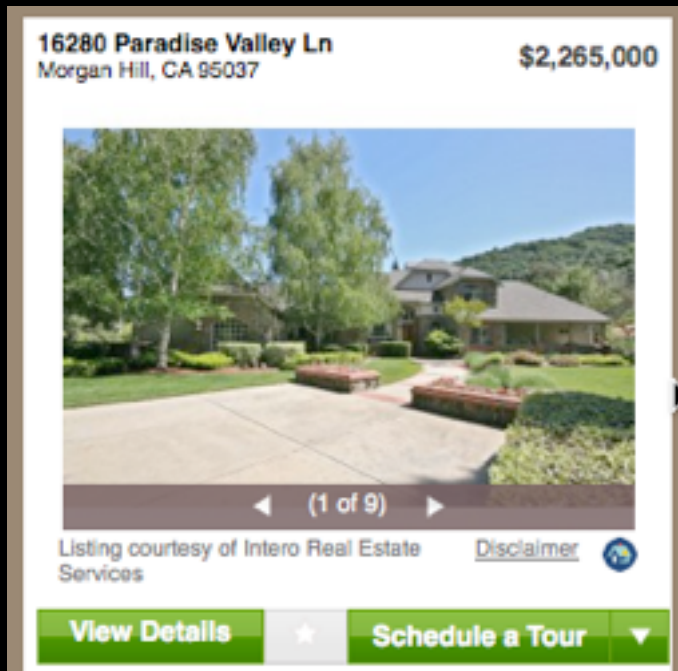 16280 Paradise Valley Ln
$2,265,000
Morgan Hill, CA 95037
(1 of 9)
Listing courtesy of Intero Real Estate
Services
Disclaimer
View Details
Schedule a Tour